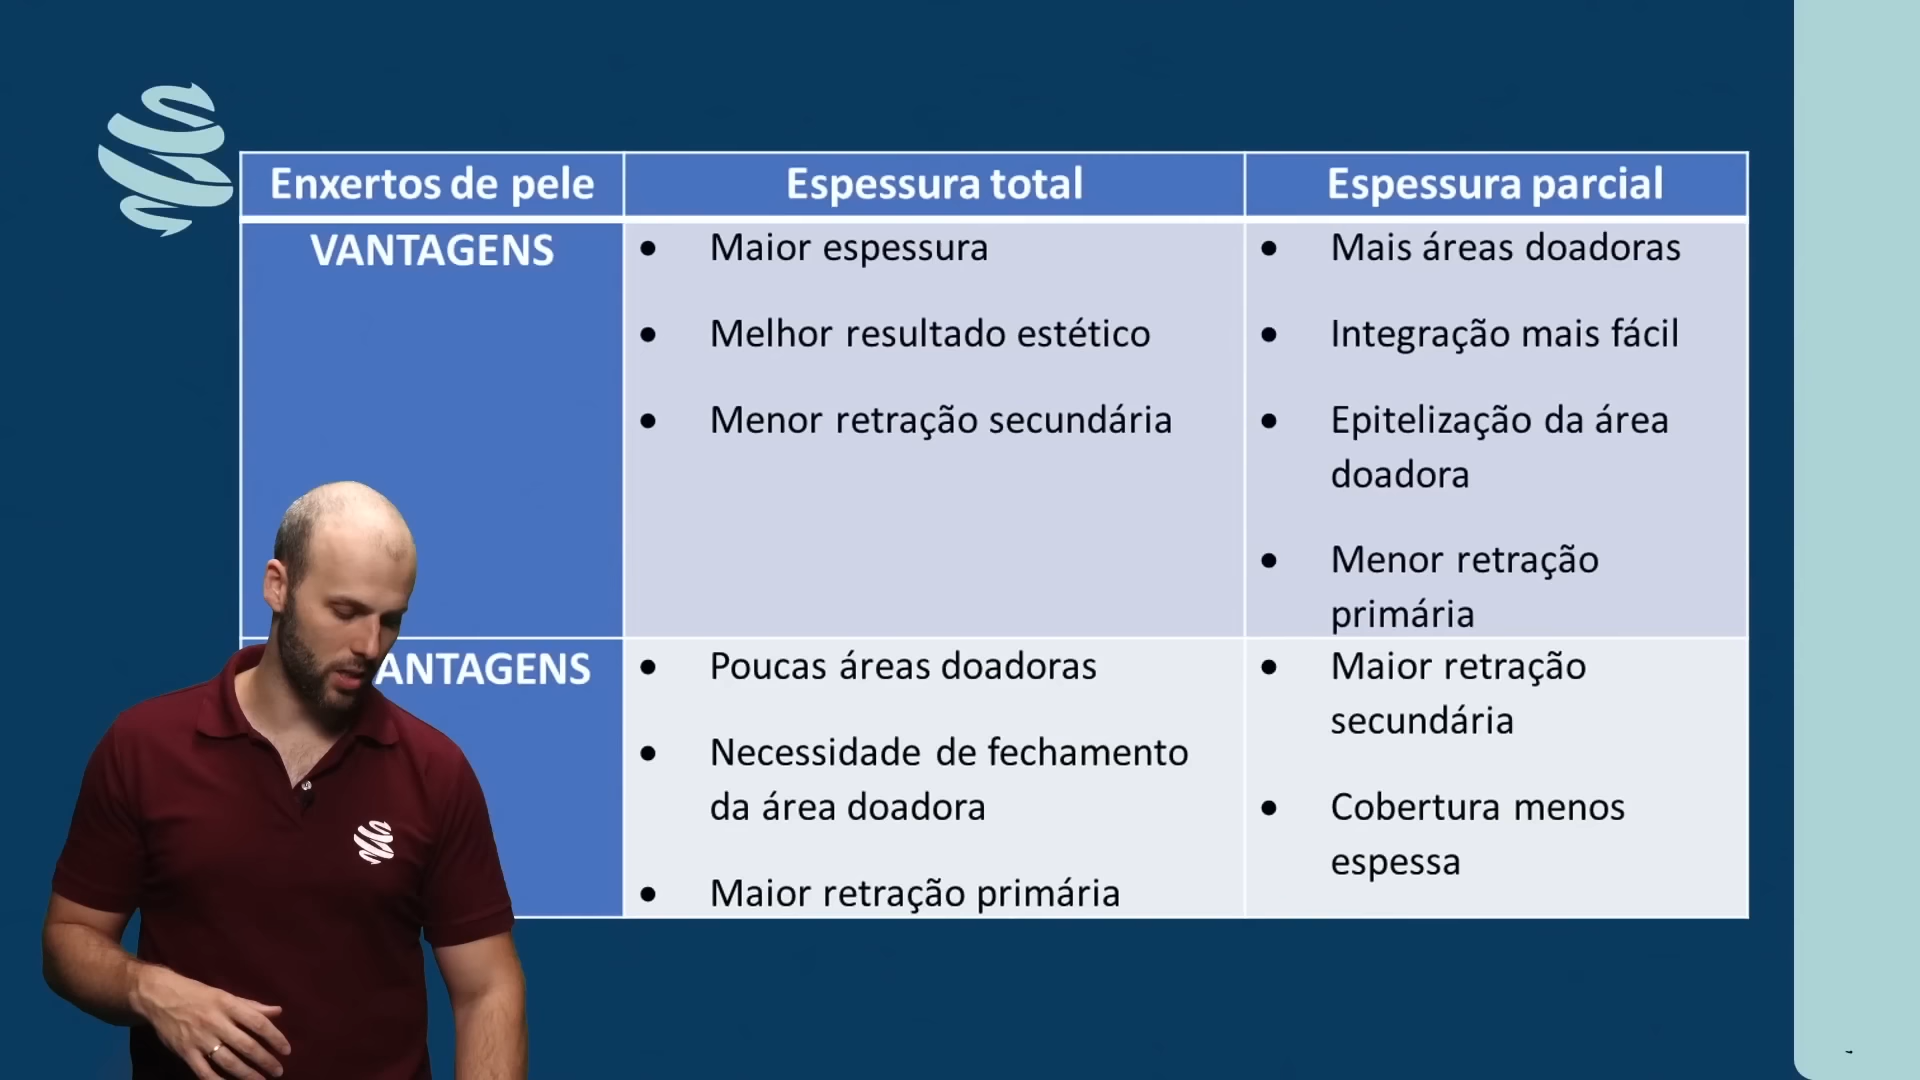 Enxertos de pele
Espessura total
Espessura parcial
VANTAGENS
• Maior espessura
• Melhor resultado estético
• Menor retração secundária
• Mais áreas doadoras
• Integração mais fácil
• Epitelização da área
doadora
• Menor retração
primária
ANTAGENS
• Poucas áreas doadoras
• Necessidade de fechamento
da área doadora
• Maior retração primária
• Maior retração
secundária
• Cobertura menos
espessa